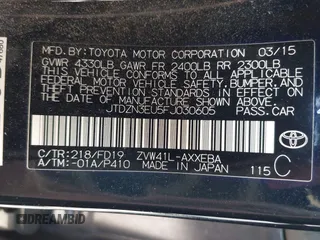 MFD. BY: TOYOTA MOTOR CORPORATION 03/15
GVWR 4330LB GAWR FR 2400LB RR 2300LB
THIS VEHICLE CONFORMS TO ALL APPLICABLE
FEDERAL MOTOR VEHICLE SAFETY, BUMPER, AND
THEFT PREVENTION STANDARDS IN EFFECT ON THE
DATE OF MANUFACTURE SHOWN ABOVE.
JTDZN3EU5FJ030605 PASS.CAR
C/TR:218/FD19 ZVW41L-AXXEBA
A/TM:-01A/P410 MADE IN JAPAN 115 C
TOYOTA
DREAMBID